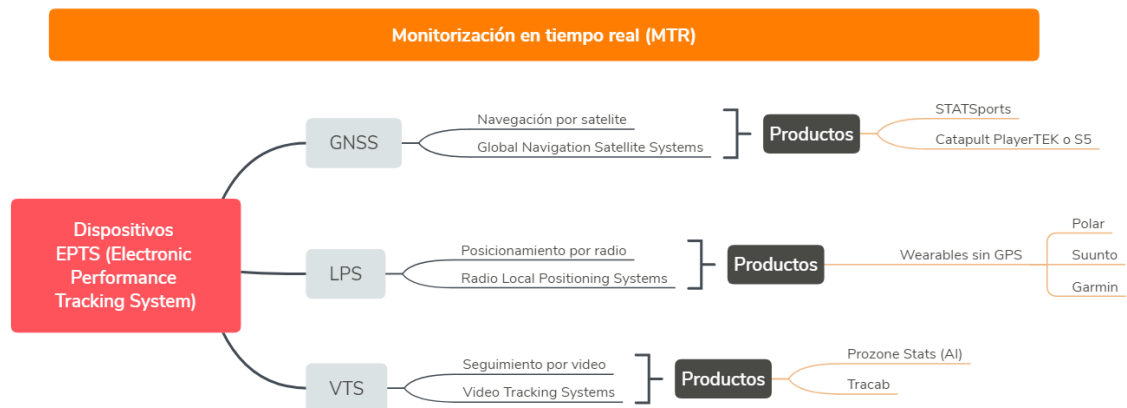 Monitorización en tiempo real (MTR)
Dispositivos
EPTS (Electronic
Performance
Tracking System)
GNSS
Navegación por satelite
Global Navigation Satellite Systems
Productos
STATSports
Catapult PlayerTEK o S5
LPS
Posicionamiento por radio
Radio Local Positioning Systems
Productos
Wearables sin GPS
Polar
Suunto
Garmin
VTS
Seguimiento por video
Video Tracking Systems
Productos
Prozone Stats (AI)
Tracab